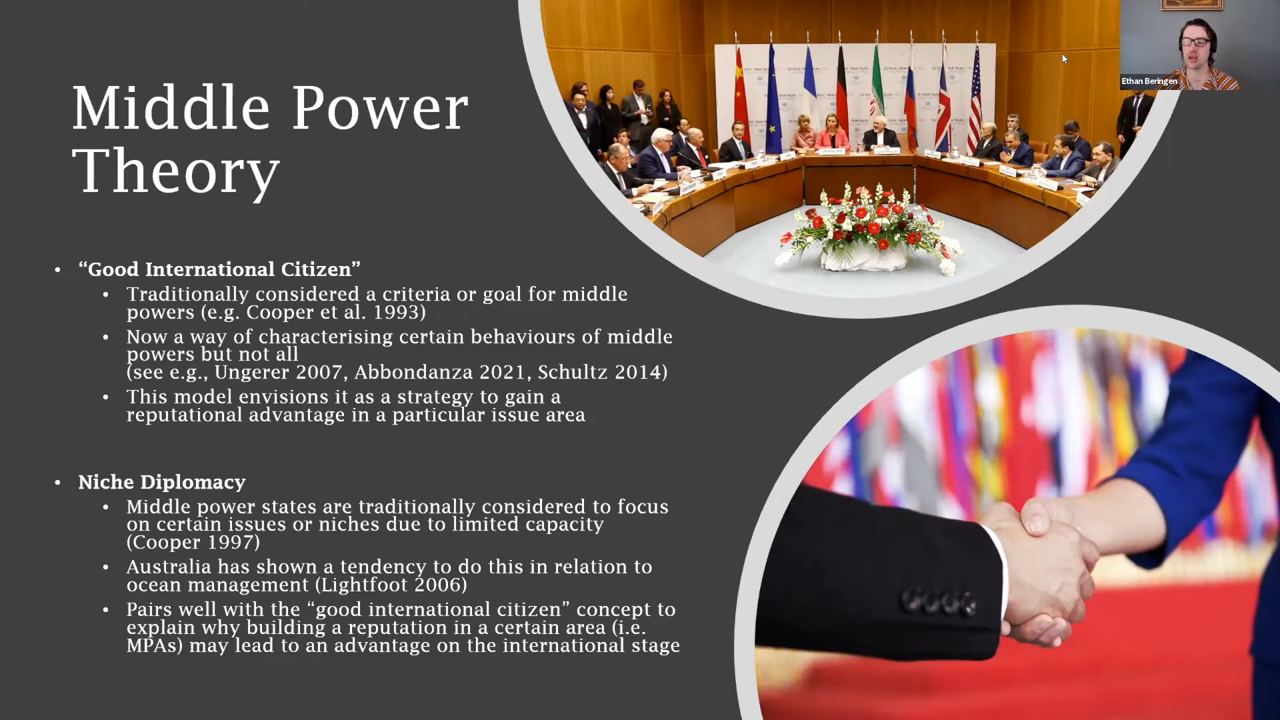 Middle Power
Theory
• “Good International Citizen”
• Traditionally considered a criteria or goal for middle
powers (e.g. Cooper et al. 1993)
• Now a way of characterising certain behaviours of middle
powers but not all
(see e.g., Ungerer 2007, Abbondanza 2021, Schultz 2014)
• This model envisions it as a strategy to gain a
reputational advantage in a particular issue area
• Niche Diplomacy
• Middle power states are traditionally considered to focus
on certain issues or niches due to limited capacity
(Cooper 1997)
• Australia has shown a tendency to do this in relation to
ocean management (Lightfoot 2006)
• Pairs well with the “good international citizen” concept to
explain why building a reputation in a certain area (i.e.
MPAs) may lead to an advantage on the international stage
Ethan Beringen